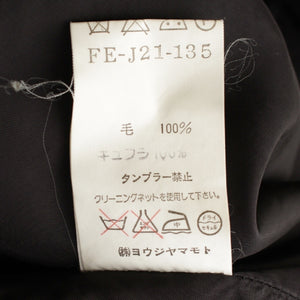 FE-J21-135
毛 100%
キュプラ 100%
タンブラー禁止
クリーニングネットを使用して下さい
ドライ
㈱ヨウジヤマモト